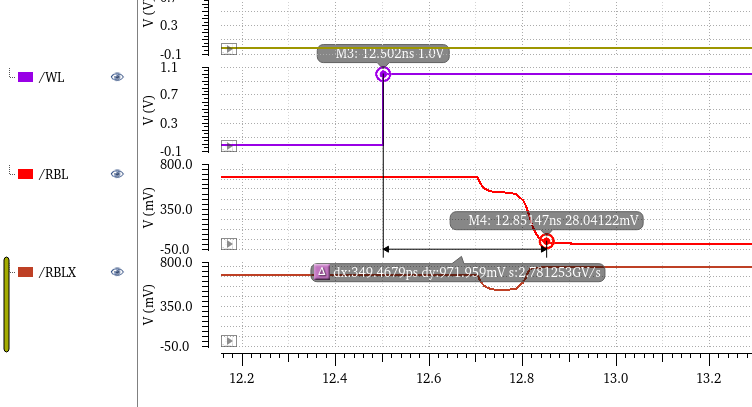 V (V)
0.3
-0.1
M3: 12.502ns 1.0V
/WL
V (V)
1.1
0.7
0.3
-0.1
/RBL
V (mV)
800.0
350.0
-50.0
M4: 12.85147ns 28.04122mV
Δ dx:349.4679ps dy:971.959mV s:2.781253GV/s
/RBLX
V (mV)
800.0
350.0
-50.0
12.2 12.4 12.6 12.8 13.0 13.2